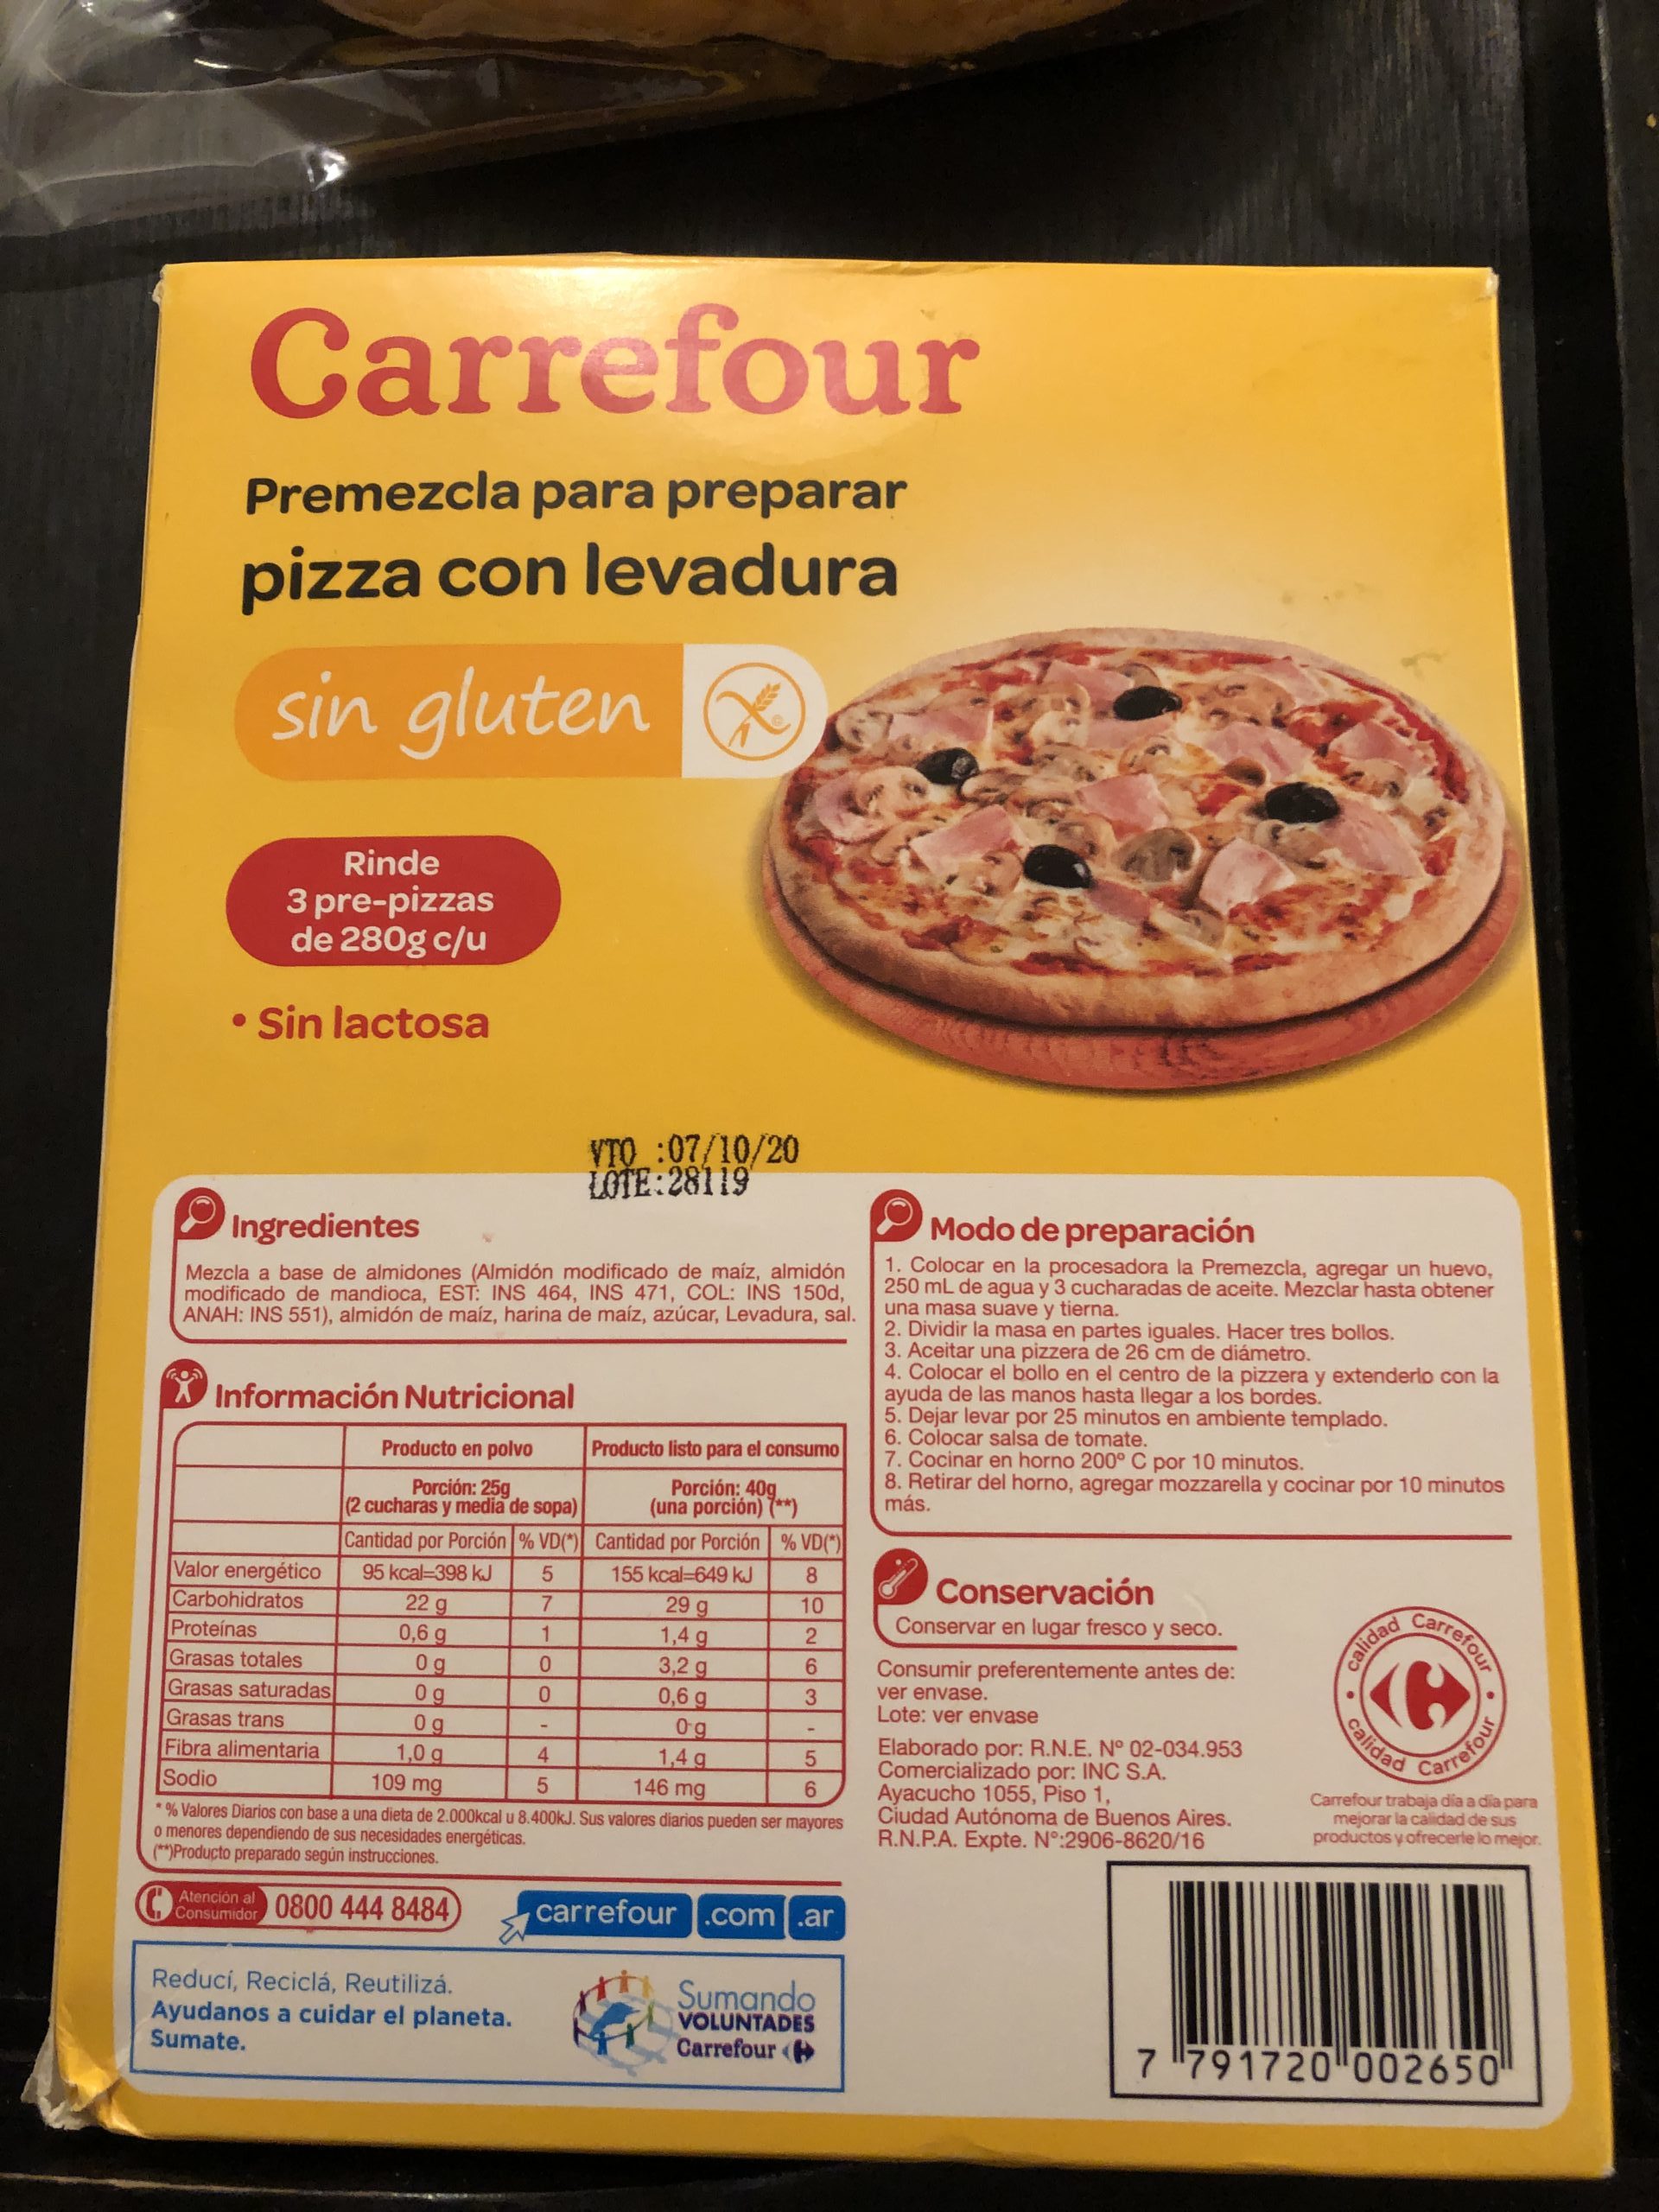 Carrefour
Premezcla para preparar
pizza con levadura
sin gluten
Rinde
3 pre-pizzas
de 280g c/u
• Sin lactosa
VTO :07/10/20
LOTE:28119
Ingredientes
Mezcla a base de almidones (Almidón modificado de maíz, almidón
modificado de mandioca, EST: INS 464, INS 471, COL: INS 150d,
ANAH: INS 551), almidón de maíz, harina de maíz, azúcar, Levadura, sal.
Información Nutricional
Producto en polvo Producto listo para el consumo
Porción: 25g Porción: 40g
(2 cucharas y media de sopa) (una porción) (**)
Cantidad por Porción % VD(*) Cantidad por Porción % VD(*)
Valor energético 95 kcal=398 kJ 5 155 kcal=649 kJ 8
Carbohidratos 22 g 7 29 g 10
Proteínas 0,6 g 1 1,4 g 2
Grasas totales 0 g 0 3,2 g 6
Grasas saturadas 0 g 0 0,6 g 3
Grasas trans 0 g - 0 g -
Fibra alimentaria 1,0 g 4 1,4 g 5
Sodio 109 mg 5 146 mg 6
* % Valores Diarios con base a una dieta de 2.000kcal u 8.400kJ. Sus valores diarios pueden ser mayores
o menores dependiendo de sus necesidades energéticas.
(**)Producto preparado según instrucciones.
Atención al
Consumidor 0800 444 8484
carrefour .com .ar
Reducí, Reciclá, Reutilizá.
Ayudanos a cuidar el planeta.
Sumate.
Sumando
VOLUNTADES
Carrefour
Modo de preparación
1. Colocar en la procesadora la Premezcla, agregar un huevo,
250 mL de agua y 3 cucharadas de aceite. Mezclar hasta obtener
una masa suave y tierna.
2. Dividir la masa en partes iguales. Hacer tres bollos.
3. Aceitar una pizzera de 26 cm de diámetro.
4. Colocar el bollo en el centro de la pizzera y extenderlo con la
ayuda de las manos hasta llegar a los bordes.
5. Dejar levar por 25 minutos en ambiente templado.
6. Colocar salsa de tomate.
7. Cocinar en horno 200º C por 10 minutos.
8. Retirar del horno, agregar mozzarella y cocinar por 10 minutos
más.
Conservación
Conservar en lugar fresco y seco.
Consumir preferentemente antes de:
ver envase.
Lote: ver envase
Elaborado por: R.N.E. Nº 02-034.953
Comercializado por: INC S.A.
Ayacucho 1055, Piso 1,
Ciudad Autónoma de Buenos Aires.
R.N.P.A. Expte. N°:2906-8620/16
calidad Carrefour
calidad Carrefour
Carrefour trabaja día a día para
mejorar la calidad de sus
productos y ofrecerle lo mejor.
7 791720 002650